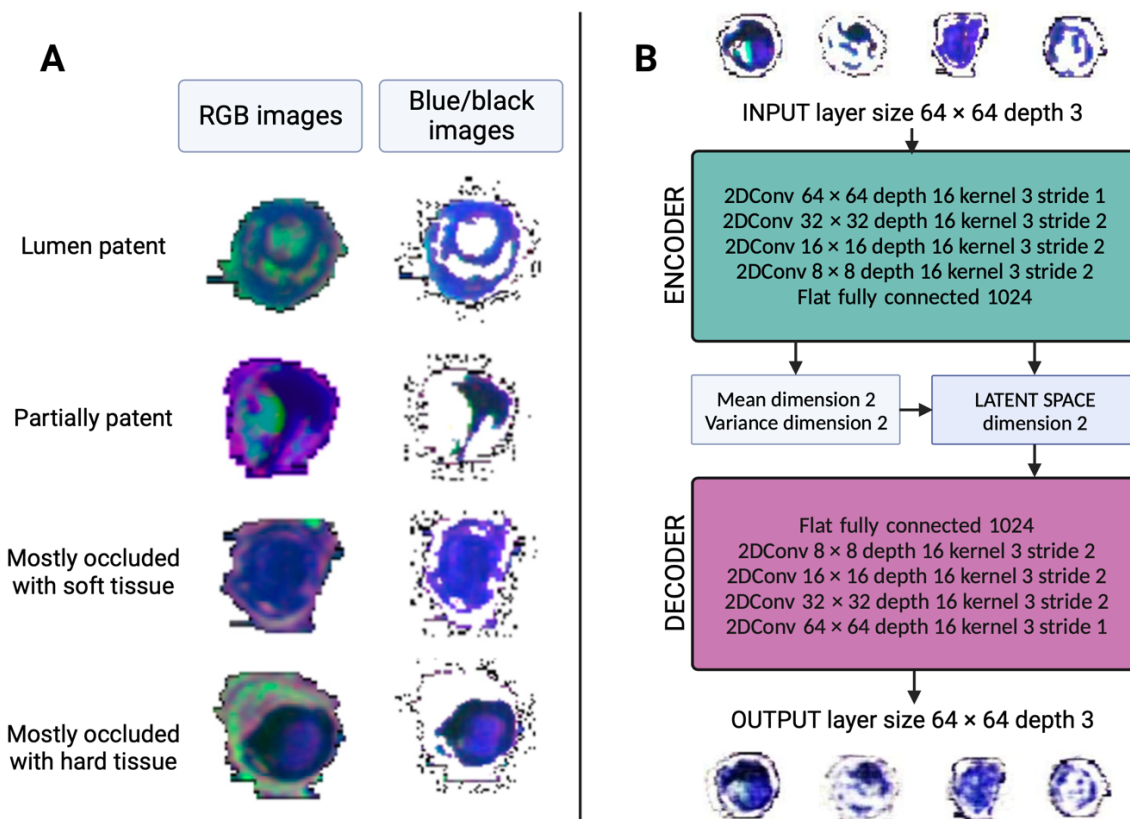 A
RGB images
Blue/black
images
Lumen patent
Partially patent
Mostly occluded
with soft tissue
Mostly occluded
with hard tissue
B
INPUT layer size 64 × 64 depth 3
ENCODER
2DConv 64 × 64 depth 16 kernel 3 stride 1
2DConv 32 × 32 depth 16 kernel 3 stride 2
2DConv 16 × 16 depth 16 kernel 3 stride 2
2DConv 8 × 8 depth 16 kernel 3 stride 2
Flat fully connected 1024
Mean dimension 2
Variance dimension 2
LATENT SPACE
dimension 2
DECODER
Flat fully connected 1024
2DConv 8 × 8 depth 16 kernel 3 stride 2
2DConv 16 × 16 depth 16 kernel 3 stride 2
2DConv 32 × 32 depth 16 kernel 3 stride 2
2DConv 64 × 64 depth 16 kernel 3 stride 1
OUTPUT layer size 64 × 64 depth 3